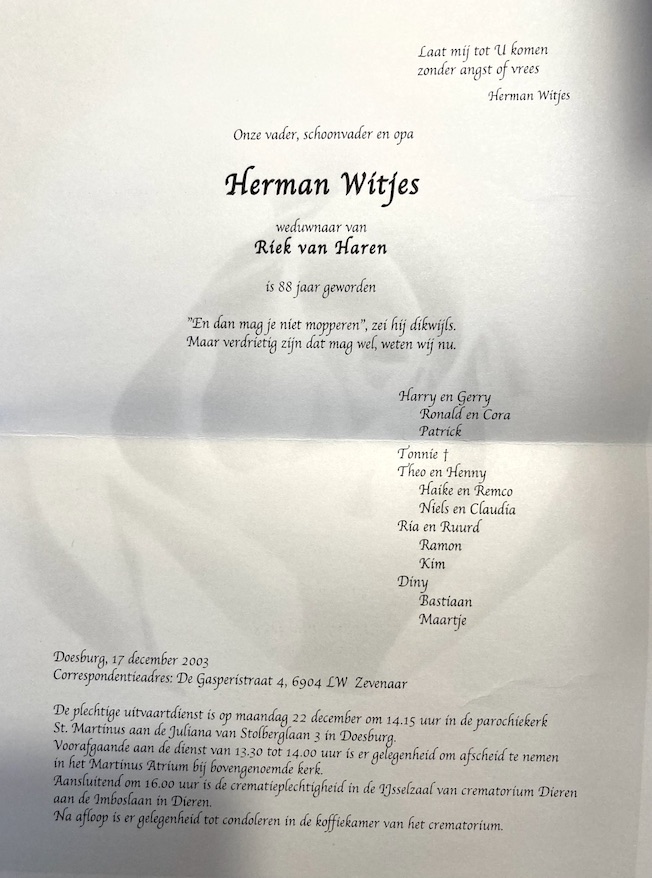 Laat mij tot U komen
zonder angst of vrees
Herman Witjes
Onze vader, schoonvader en opa
Herman Witjes
weduwnaar van
Riek van Haren
is 88 jaar geworden
"En dan mag je niet mopperen", zei hij dikwijls.
Maar verdrietig zijn dat mag wel, weten wij nu.
Harry en Gerry
Ronald en Cora
Patrick
Tonnie †
Theo en Henny
Haike en Remco
Niels en Claudia
Ria en Ruurd
Ramon
Kim
Diny
Bastiaan
Maartje
Doesburg, 17 december 2003
Correspondentieadres: De Gasperistraat 4, 6904 LW Zevenaar
De plechtige uitvaartdienst is op maandag 22 december om 14.15 uur in de parochiekerk
St. Martinus aan de Juliana van Stolberglaan 3 in Doesburg.
Voorafgaande aan de dienst van 13.30 tot 14.00 uur is er gelegenheid om afscheid te nemen
in het Martinus Atrium bij bovengenoemde kerk.
Aansluitend om 16.00 uur is de crematieplechtigheid in de IJsselzaal van crematorium Dieren
aan de Imboslaan in Dieren.
Na afloop is er gelegenheid tot condoleren in de koffiekamer van het crematorium.